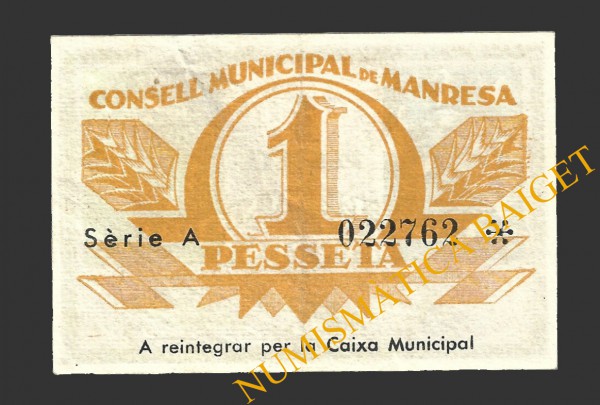 CONSELL MUNICIPAL DE MANRESA
1
Sèrie A 022762 ✲
PESSETA
A reintegrar per la Caixa Municipal
NUMISMATICA RAIGET